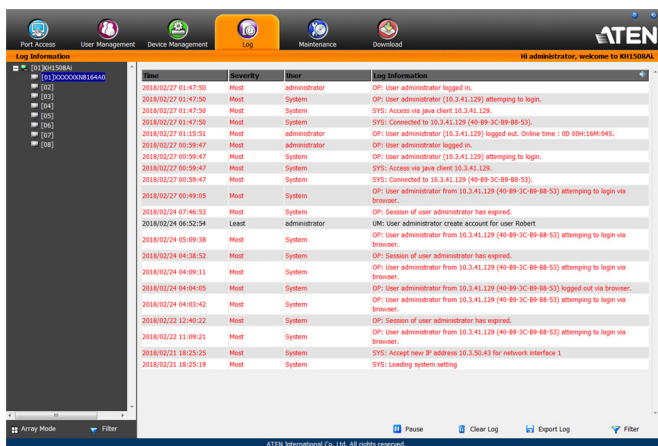 ATEN
Port Access User Management Device Management Log Maintenance Download
Log Information
Hi administrator, welcome to KH1508Ai.
[01]KH1508Ai
[01]XXXXXKN8164A0
[02]
[03]
[04]
[05]
[06]
[07]
[08]
Time Severity User Log Information
2018/02/27 01:47:50 Most administrator OP: User administrator logged in.
2018/02/27 01:47:50 Most System OP: User administrator (10.3.41.129) attemping to login.
2018/02/27 01:47:50 Most System SYS: Access via java client 10.3.41.129.
2018/02/27 01:47:50 Most System SYS: Connected to 10.3.41.129 (40-B9-3C-B9-B8-53).
2018/02/27 01:15:51 Most administrator OP: User administrator (10.3.41.129) logged out. Online time : 0D 00H:16M:04S.
2018/02/27 00:59:47 Most administrator OP: User administrator logged in.
2018/02/27 00:59:47 Most System OP: User administrator (10.3.41.129) attemping to login.
2018/02/27 00:59:47 Most System SYS: Access via java client 10.3.41.129.
2018/02/27 00:59:47 Most System SYS: Connected to 10.3.41.129 (40-B9-3C-B9-B8-53).
2018/02/27 00:49:05 Most System OP: User administrator from 10.3.41.129 (40-B9-3C-B9-B8-53) attemping to login via
browser.
2018/02/24 07:46:53 Most System OP: Session of user administrator has expired.
2018/02/24 06:52:54 Least administrator UM: User administrator create account for user Robert
2018/02/24 05:09:38 Most System OP: User administrator from 10.3.41.129 (40-B9-3C-B9-B8-53) attemping to login via
browser.
2018/02/24 04:38:52 Most System OP: Session of user administrator has expired.
2018/02/24 04:09:11 Most System OP: User administrator from 10.3.41.129 (40-B9-3C-B9-B8-53) attemping to login via
browser.
2018/02/24 04:04:05 Most System OP: User administrator from 10.3.41.129 (40-B9-3C-B9-B8-53) logged out via browser.
2018/02/24 04:03:42 Most System OP: User administrator from 10.3.41.129 (40-B9-3C-B9-B8-53) attemping to login via
browser.
2018/02/22 12:40:22 Most System OP: Session of user administrator has expired.
2018/02/22 11:09:21 Most System OP: User administrator from 10.3.41.129 (40-B9-3C-B9-B8-53) attemping to login via
browser.
2018/02/21 18:25:25 Most System SYS: Accept new IP address 10.3.50.43 for network interface 1
2018/02/21 18:25:19 Most System SYS: Loading system setting
Array Mode Filter
Pause Clear Log Export Log Filter
ATEN International Co. Ltd. All rights reserved.